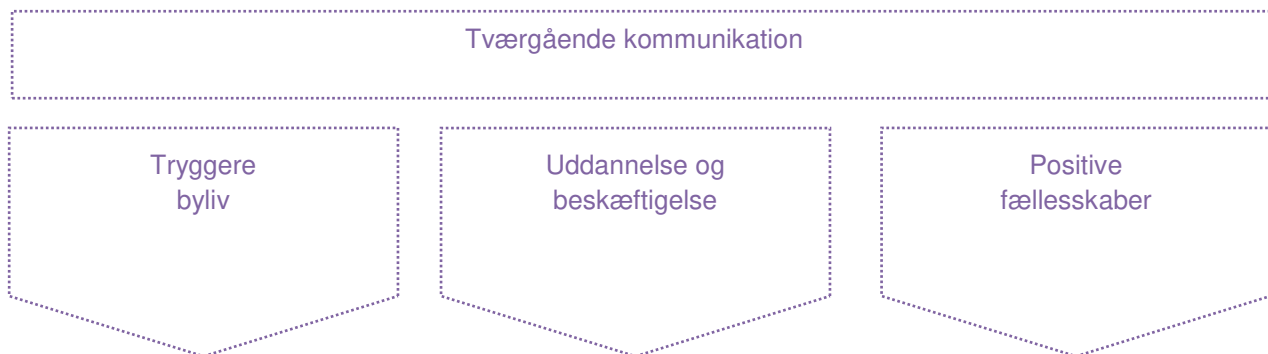 Tværgående kommunikation
Tryggere
byliv
Uddannelse og
beskæftigelse
Positive
fællesskaber